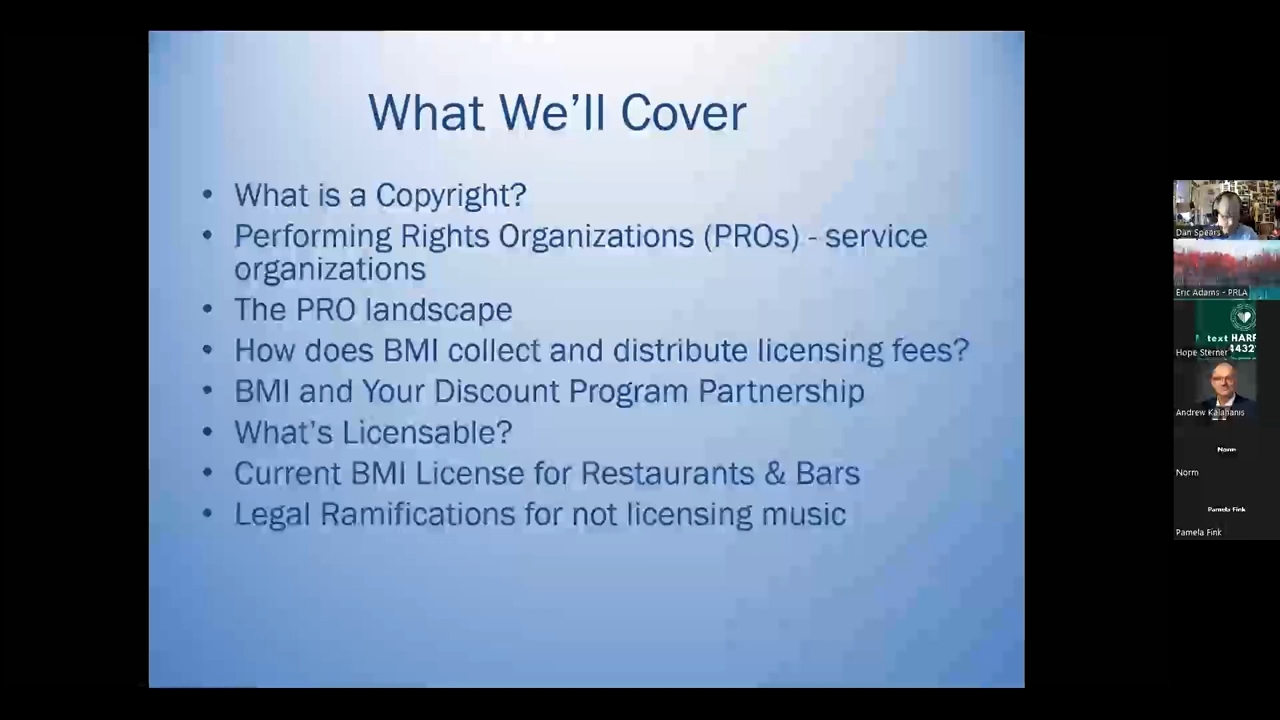 What We'll Cover
• What is a Copyright?
• Performing Rights Organizations (PROs) - service
organizations
• The PRO landscape
• How does BMI collect and distribute licensing fees?
• BMI and Your Discount Program Partnership
• What's Licensable?
• Current BMI License for Restaurants & Bars
• Legal Ramifications for not licensing music
Dan Spears
Eric Adams - PRLA
text HARF
4432
Hope Sterner
Andrew Kalahanis
Norm
Norm
Pamela Fink
Pamela Fink